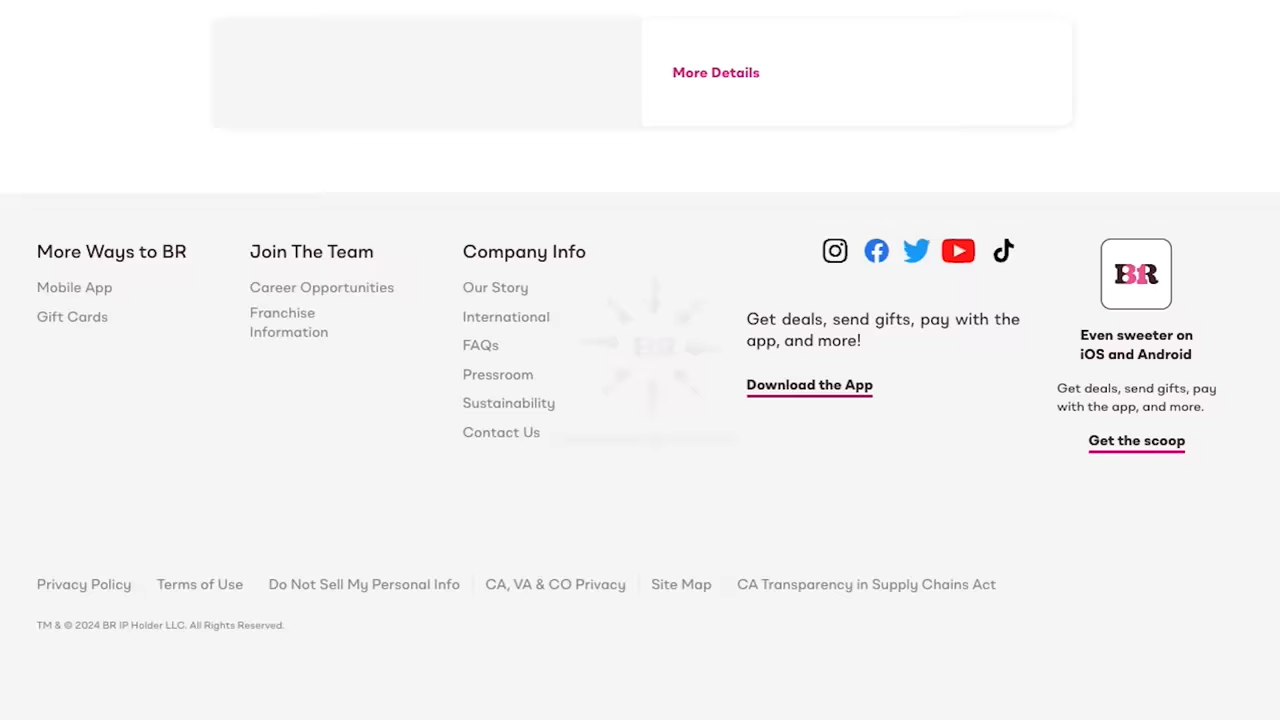 More Details
More Ways to BR
Mobile App
Gift Cards
Join The Team
Career Opportunities
Franchise
Information
Company Info
Our Story
International
FAQs
Pressroom
Sustainability
Contact Us
Get deals, send gifts, pay with the
app, and more!
Download the App
BR
Even sweeter on
iOS and Android
Get deals, send gifts, pay
with the app, and more.
Get the scoop
Privacy Policy
Terms of Use
Do Not Sell My Personal Info
CA, VA & CO Privacy
Site Map
CA Transparency in Supply Chains Act
TM & © 2024 BR IP Holder LLC. All Rights Reserved.